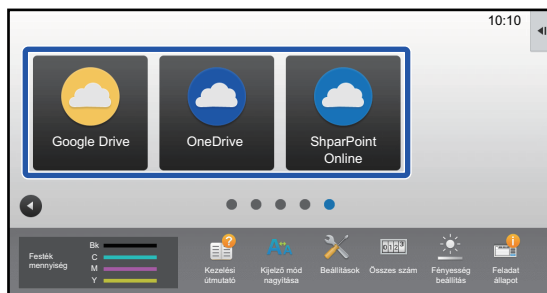 10:10
Google Drive
OneDrive
ShparPoint
Online
Festék
mennyiség
Bk
C
M
Y
Kezelési
útmutató
Kijelző mód
nagyítása
Beállítások
Összes szám
Fényesség
beállítás
Feladat
állapot